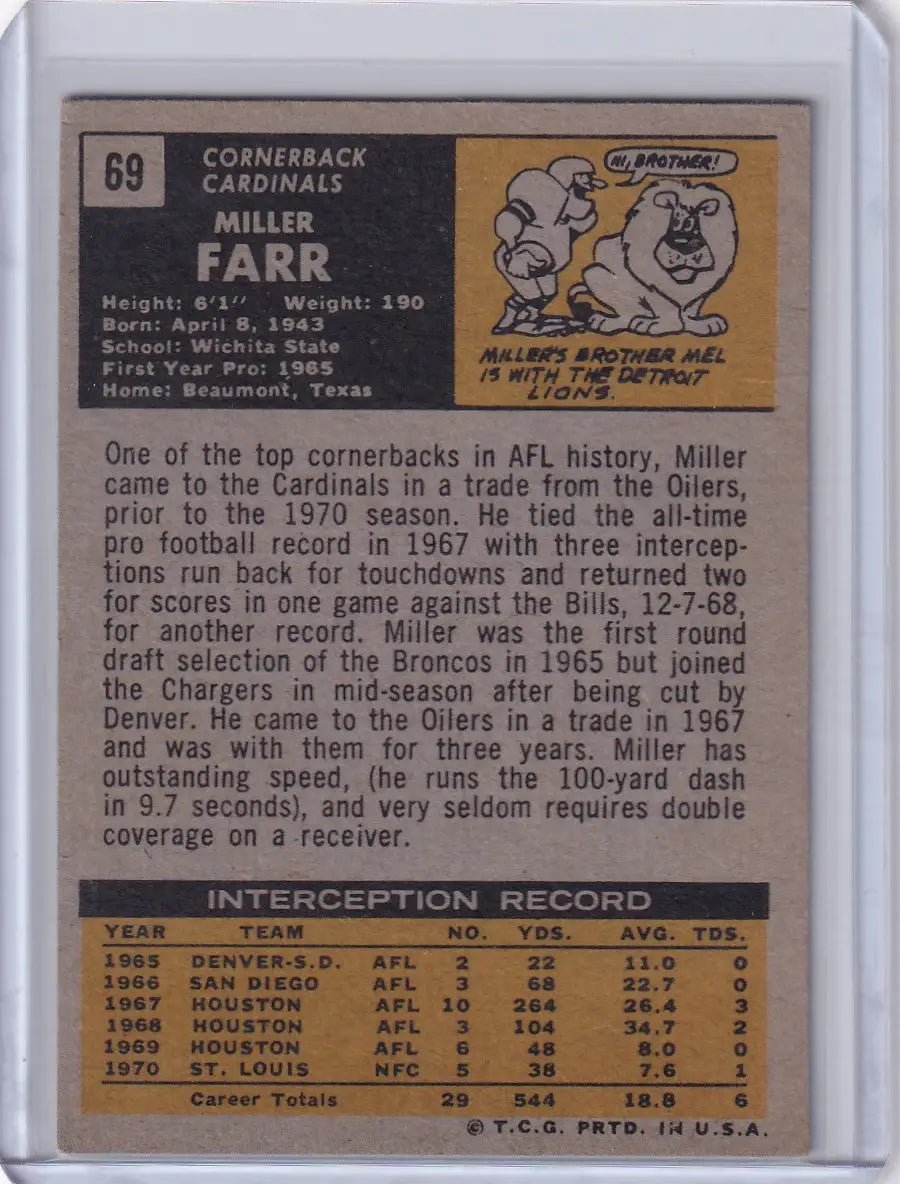 69
CORNERBACK
CARDINALS
MILLER
FARR
Height: 6'1" Weight: 190
Born: April 8, 1943
School: Wichita State
First Year Pro: 1965
Home: Beaumont, Texas
HI, BROTHER!
MILLER'S BROTHER MEL
IS WITH THE DETROIT
LIONS.
One of the top cornerbacks in AFL history, Miller
came to the Cardinals in a trade from the Oilers,
prior to the 1970 season. He tied the all-time
pro football record in 1967 with three intercep-
tions run back for touchdowns and returned two
for scores in one game against the Bills, 12-7-68,
for another record. Miller was the first round
draft selection of the Broncos in 1965 but joined
the Chargers in mid-season after being cut by
Denver. He came to the Oilers in a trade in 1967
and was with them for three years. Miller has
outstanding speed, (he runs the 100-yard dash
in 9.7 seconds), and very seldom requires double
coverage on a receiver.
INTERCEPTION RECORD
YEAR TEAM NO. YDS. AVG. TDS.
1965 DENVER-S.D. AFL 2 22 11.0 0
1966 SAN DIEGO AFL 3 68 22.7 0
1967 HOUSTON AFL 10 264 26.4 3
1968 HOUSTON AFL 3 104 34.7 2
1969 HOUSTON AFL 6 48 8.0 0
1970 ST. LOUIS NFC 5 38 7.6 1
Career Totals 29 544 18.8 6
© T.C.G. PRTD. IN U.S.A.